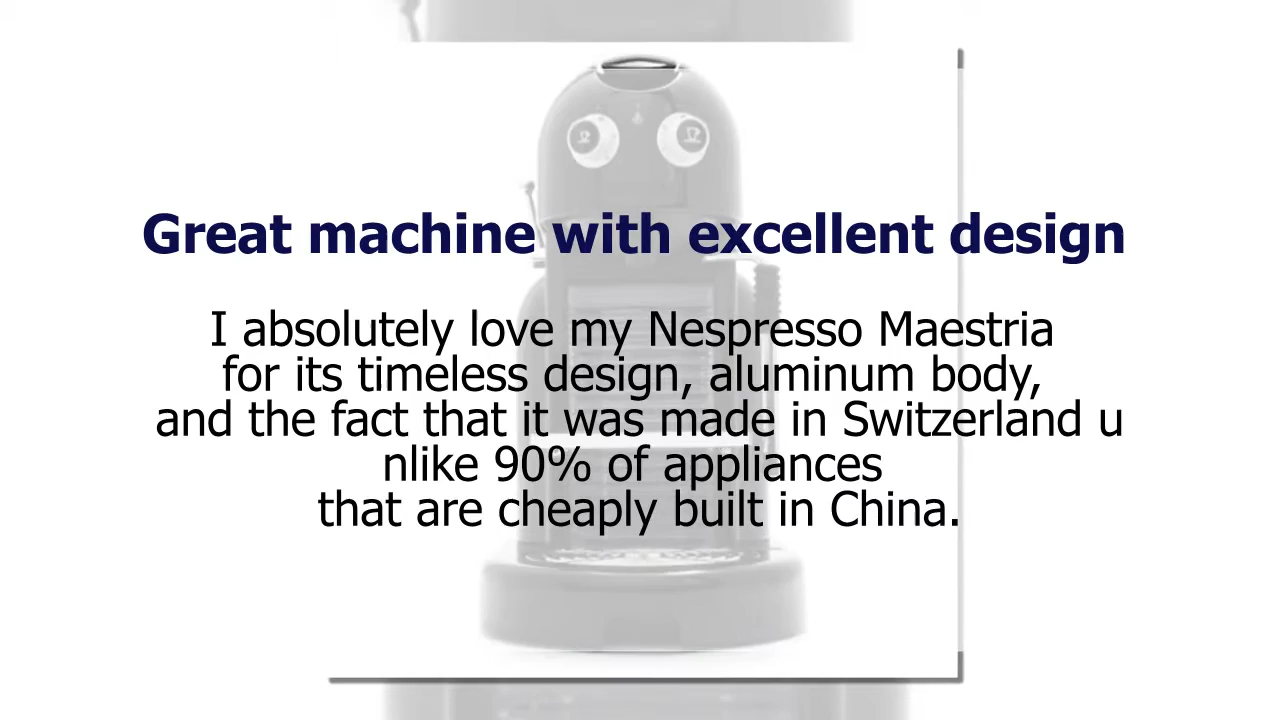 Great machine with excellent design
I absolutely love my Nespresso Maestria
for its timeless design, aluminum body,
and the fact that it was made in Switzerland u
nlike 90% of appliances
that are cheaply built in China.